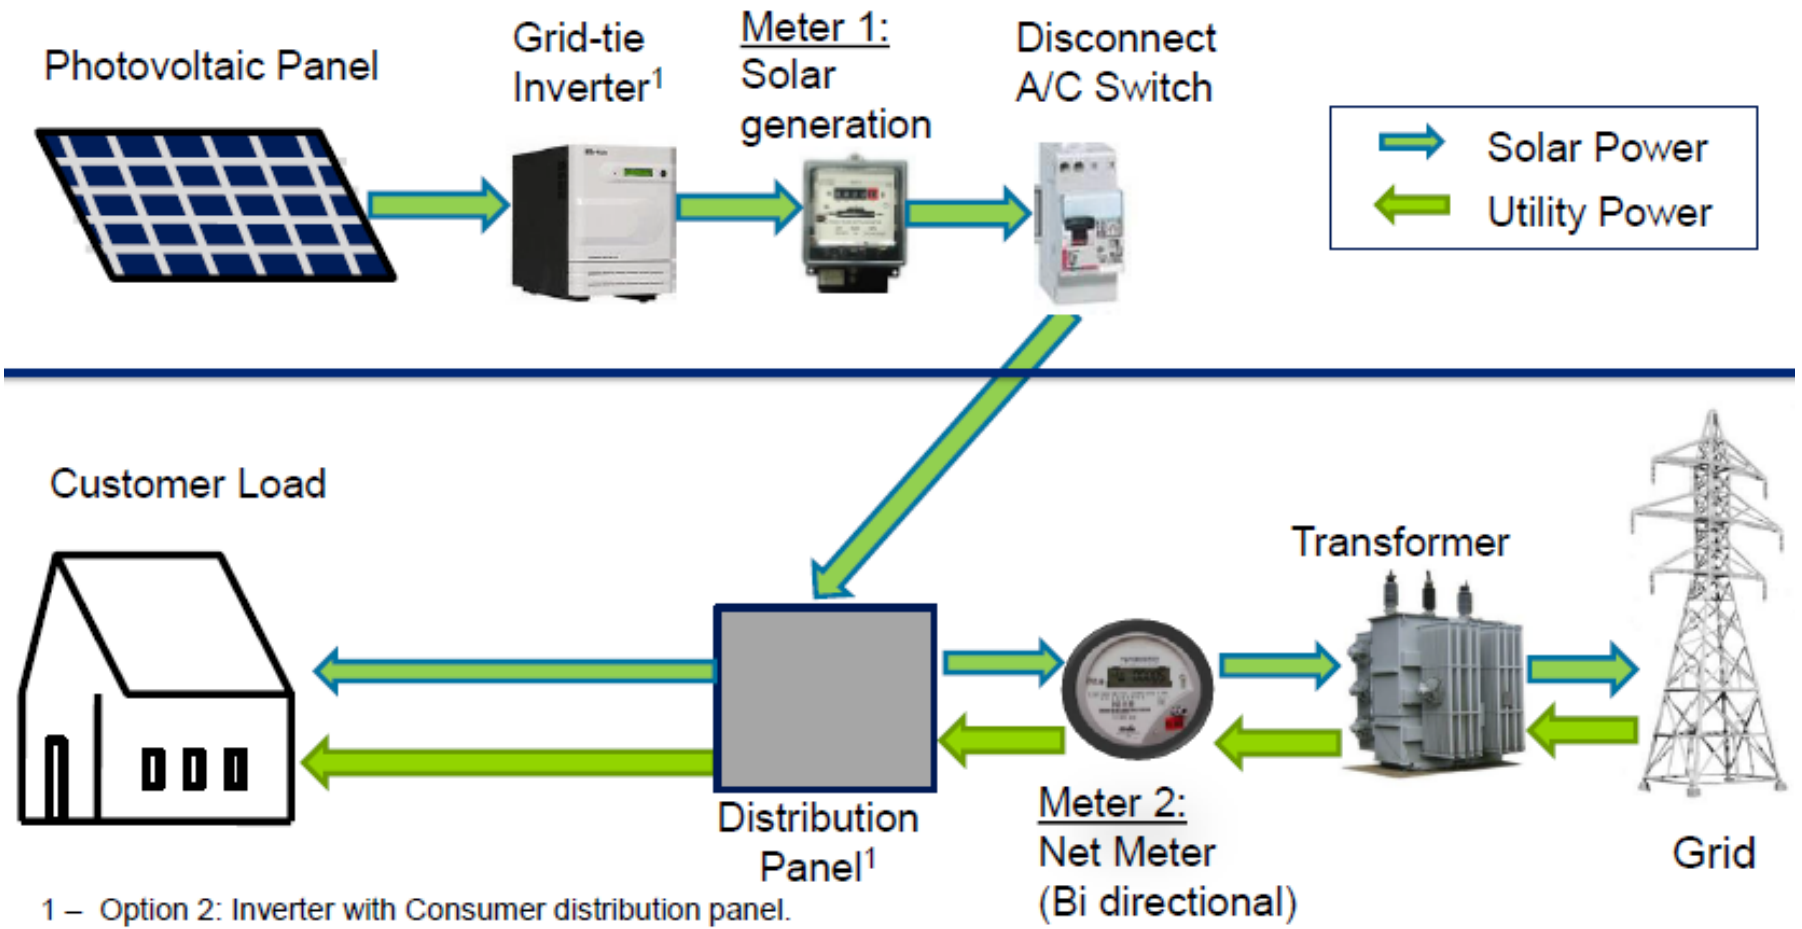 Photovoltaic Panel
Grid-tie
Inverter¹
Meter 1:
Solar
generation
Disconnect
A/C Switch
Solar Power
Utility Power
Customer Load
Transformer
Distribution
Panel¹
Meter 2:
Net Meter
(Bi directional)
Grid
1 – Option 2: Inverter with Consumer distribution panel.